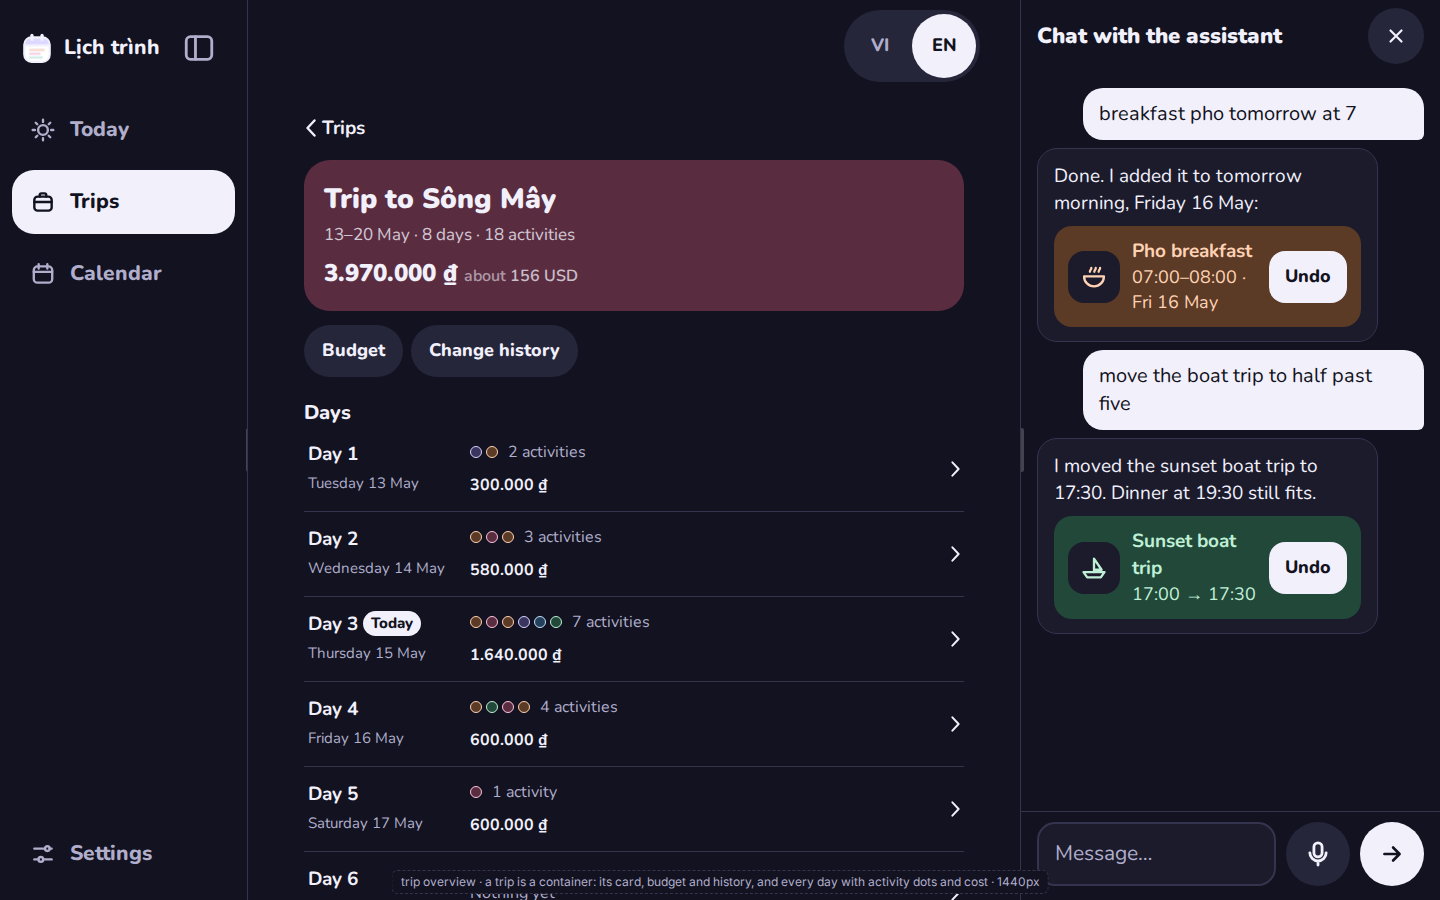 Lịch trình
Today
Trips
Calendar
Settings
VI
EN
Trips
Trip to Sông Mây
13–20 May · 8 days · 18 activities
3.970.000 ₫ about 156 USD
Budget
Change history
Days
Day 1
2 activities
Tuesday 13 May
300.000 ₫
Day 2
3 activities
Wednesday 14 May
580.000 ₫
Day 3 Today
7 activities
Thursday 15 May
1.640.000 ₫
Day 4
4 activities
Friday 16 May
600.000 ₫
Day 5
1 activity
Saturday 17 May
600.000 ₫
Day 6
Nothing yet
trip overview · a trip is a container: its card, budget and history, and every day with activity dots and cost · 1440px
Chat with the assistant
breakfast pho tomorrow at 7
Done. I added it to tomorrow
morning, Friday 16 May:
Pho breakfast
07:00–08:00 ·
Fri 16 May
Undo
move the boat trip to half past
five
I moved the sunset boat trip to
17:30. Dinner at 19:30 still fits.
Sunset boat
trip
17:00 → 17:30
Undo
Message...